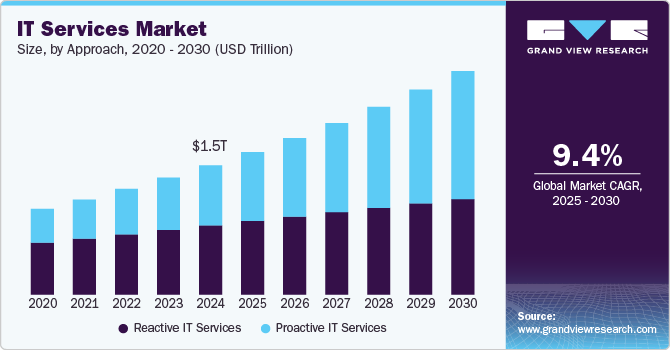 IT Services Market
Size, by Approach, 2020 - 2030 (USD Trillion)
$1.5T
2020 2021 2022 2023 2024 2025 2026 2027 2028 2029 2030
Reactive IT Services Proactive IT Services
GRAND VIEW RESEARCH
9.4%
Global Market CAGR,
2025 - 2030
Source:
www.grandviewresearch.com